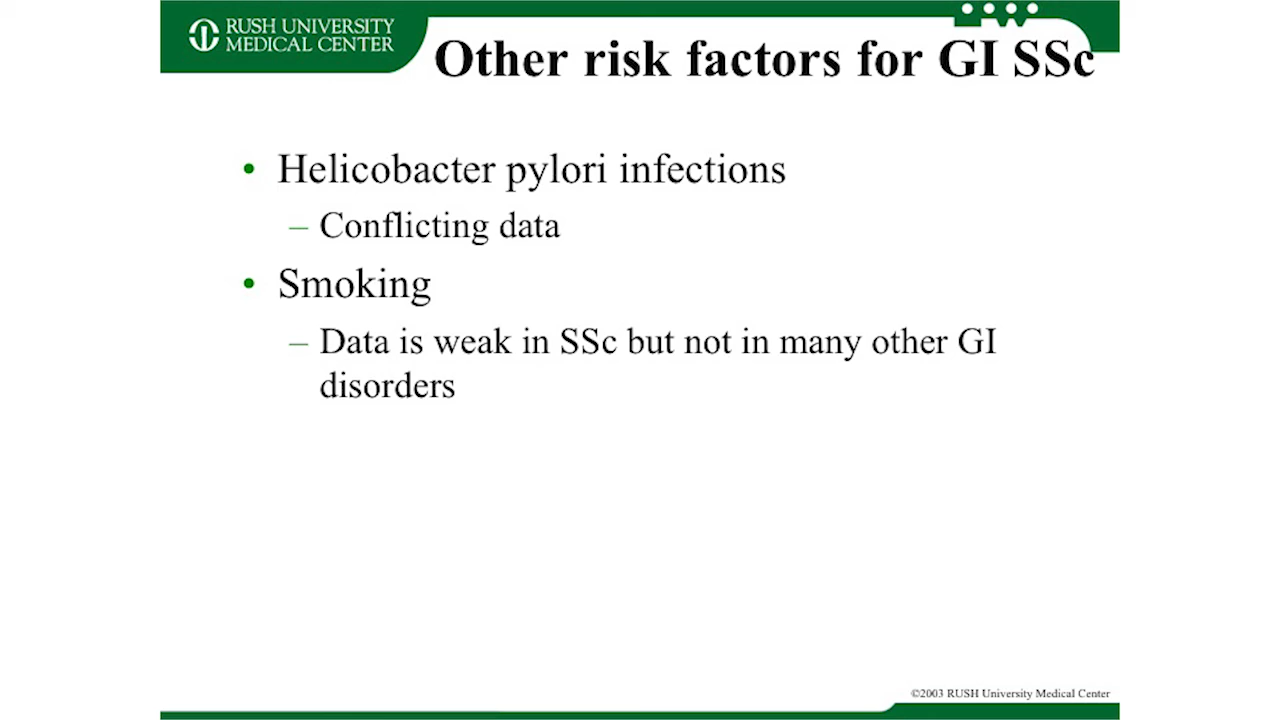 RUSH UNIVERSITY
MEDICAL CENTER
Other risk factors for GI SSc
• Helicobacter pylori infections
– Conflicting data
• Smoking
– Data is weak in SSc but not in many other GI
disorders
©2003 RUSH University Medical Center